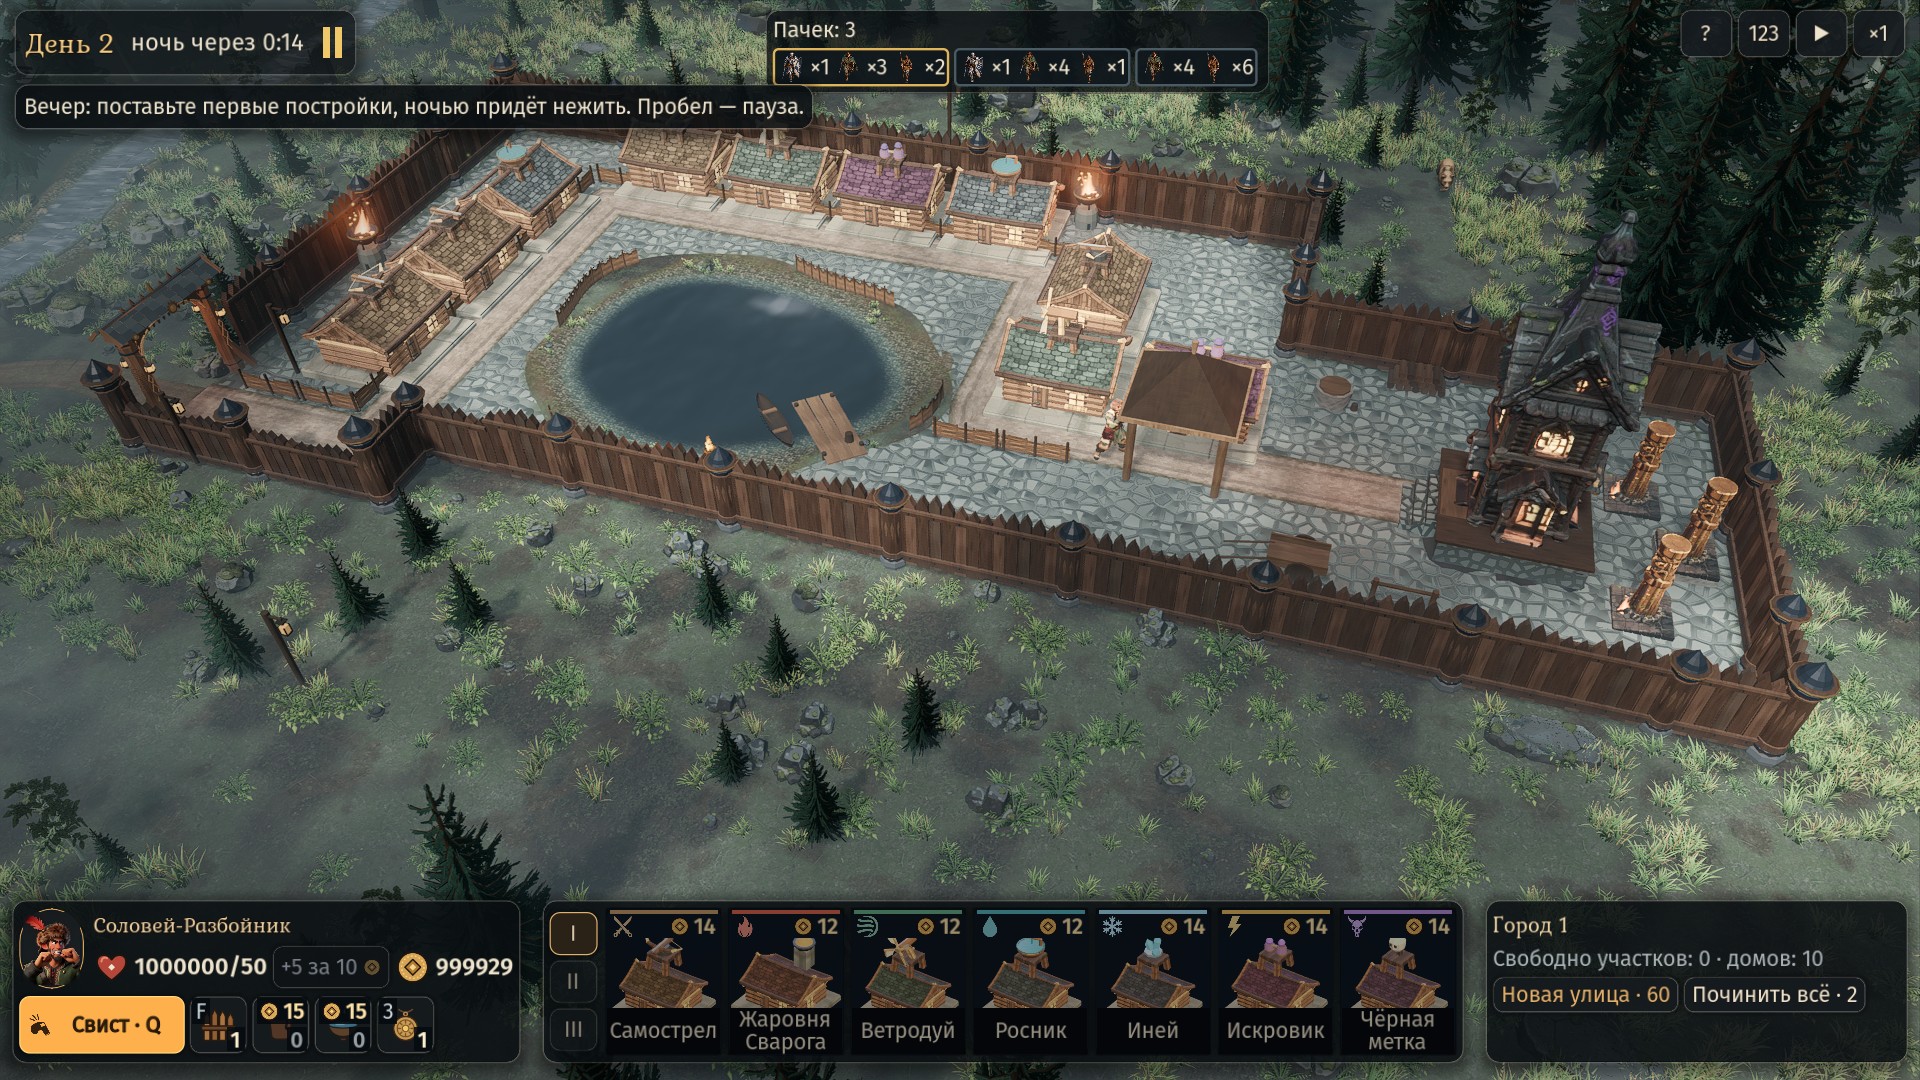 День 2 ночь через 0:14
Пачек: 3
×1 ×3 ×2 ×1 ×4 ×1 ×4 ×6
? 123 ×1
Вечер: поставьте первые постройки, ночью придёт нежить. Пробел — пауза.
Соловей-Разбойник
1000000/50 +5 за 10 999929
Свист · Q
F 1
15 0
15 0
3 1
I
II
III
14 Самострел
12 Жаровня
Сварога
12 Ветродуй
12 Росник
14 Иней
14 Искровик
14 Чёрная
метка
Город 1
Свободно участков: 0 · домов: 10
Новая улица · 60 Починить всё · 2